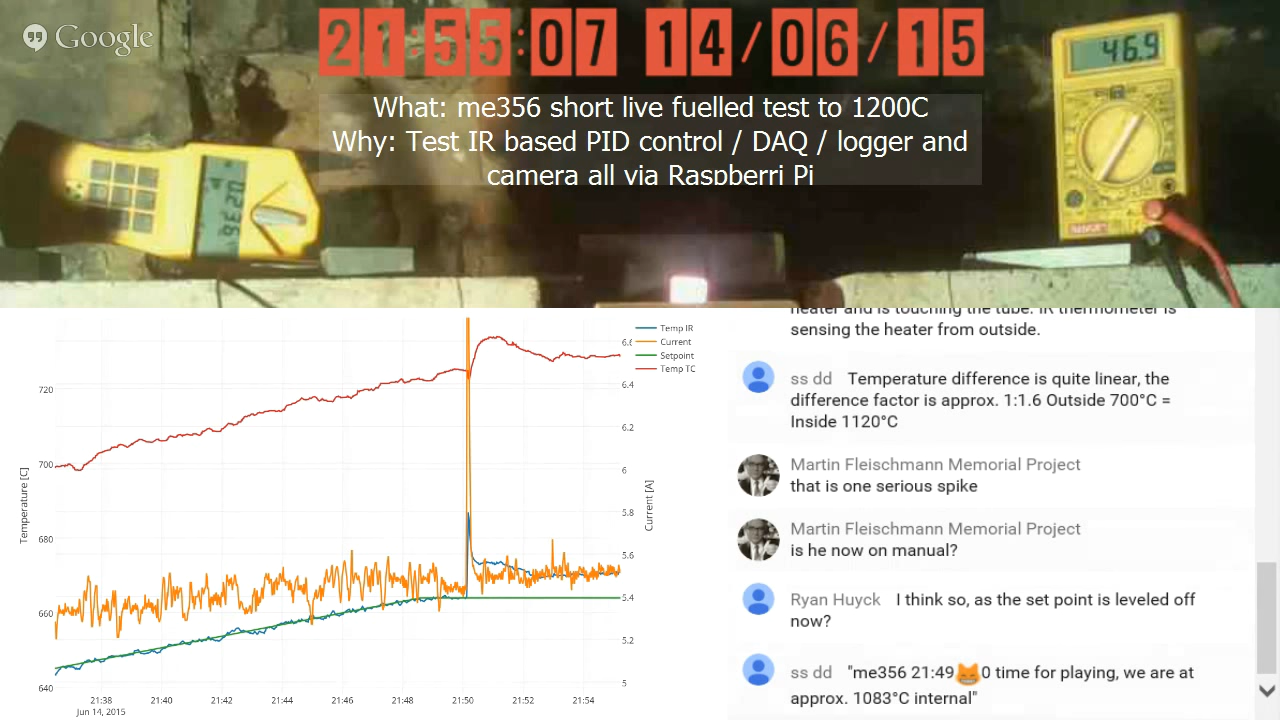 Google
21:55:07 14/06/15
46.9
What: me356 short live fuelled test to 1200C
Why: Test IR based PID control / DAQ / logger and
camera all via Raspberri Pi
Temp IR
Current
Setpoint
Temp TC
720
700
680
660
640
Temperature [C]
6.6
6.4
6.2
6
5.8
5.6
5.4
5.2
5
Current [A]
21:38
21:40
21:42
21:44
21:46
21:48
21:50
21:52
21:54
Jun 14, 2015
heater and is touching the tube. IR thermometer is
sensing the heater from outside.
ss dd Temperature difference is quite linear, the
difference factor is approx. 1:1.6 Outside 700°C =
Inside 1120°C
Martin Fleischmann Memorial Project
that is one serious spike
Martin Fleischmann Memorial Project
is he now on manual?
Ryan Huyck I think so, as the set point is leveled off
now?
ss dd "me356 21:49😸0 time for playing, we are at
approx. 1083°C internal"